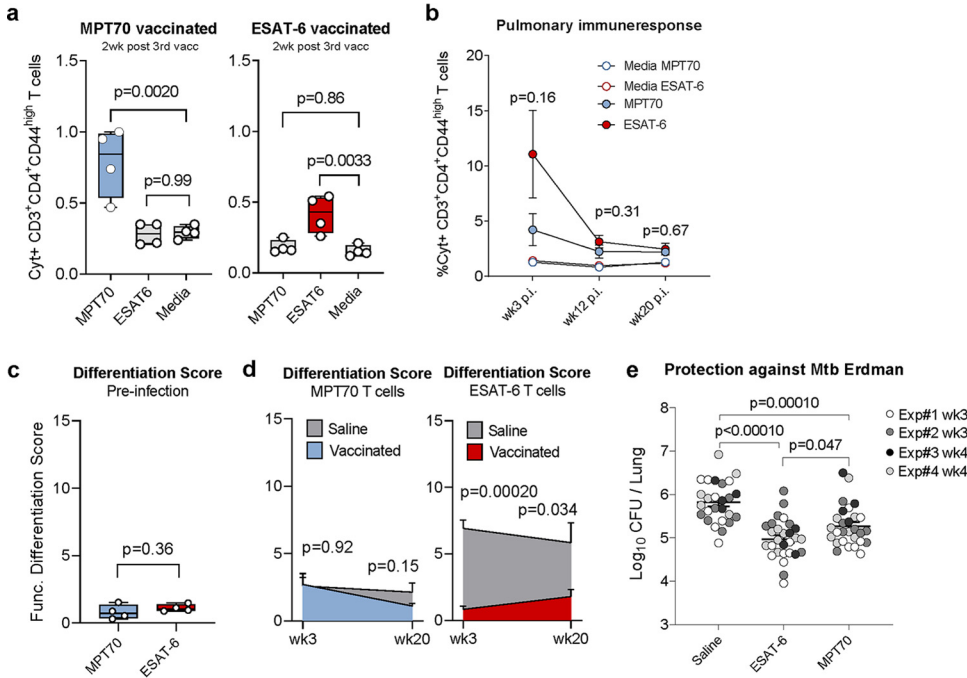 a
MPT70 vaccinated
2wk post 3rd vacc
Cyt+ CD3+CD4+CD44high T cells
1.5
1.0
0.5
0.0
p=0.0020
p=0.99
MPT70
ESAT6
Media
ESAT-6 vaccinated
2wk post 3rd vacc
1.5
1.0
0.5
0.0
p=0.86
p=0.0033
MPT70
ESAT6
Media
b
Pulmonary immuneresponse
%Cyt+ CD3+CD4+CD44high T cells
20
15
10
5
0
Media MPT70
Media ESAT-6
MPT70
ESAT-6
p=0.16
p=0.31
p=0.67
wk3 p.i.
wk12 p.i.
wk20 p.i.
c
Differentiation Score
Pre-infection
Func. Differentiation Score
15
10
5
0
p=0.36
MPT70
ESAT-6
d
Differentiation Score
MPT70 T cells
15
10
5
0
Saline
Vaccinated
p=0.92
p=0.15
wk3
wk20
Differentiation Score
ESAT-6 T cells
15
10
5
0
Saline
Vaccinated
p=0.00020
p=0.034
wk3
wk20
e
Protection against Mtb Erdman
Log10 CFU / Lung
8
7
6
5
4
3
p=0.00010
p<0.00010
p=0.047
Exp#1 wk3
Exp#2 wk3
Exp#3 wk4
Exp#4 wk4
Saline
ESAT-6
MPT70